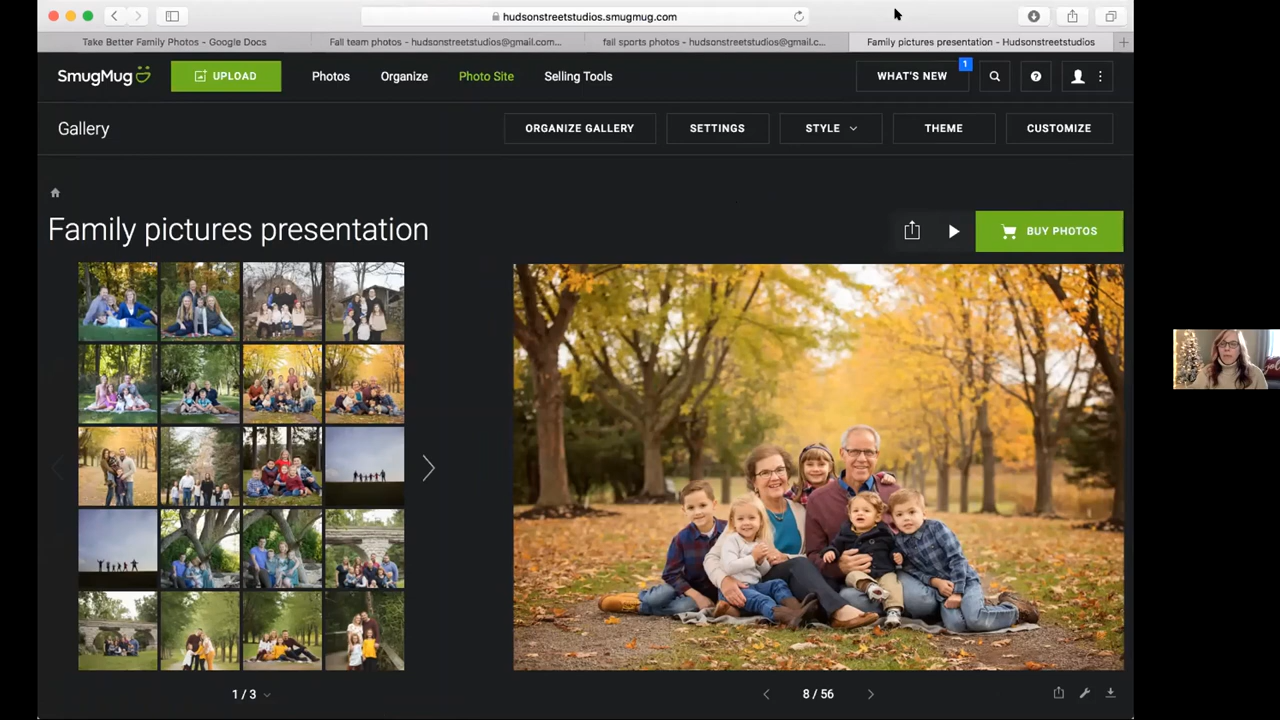 hudsonstreetstudios.smugmug.com
Take Better Family Photos - Google Docs
Fall team photos - hudsonstreetstudios@gmail.com...
fall sports photos - hudsonstreetstudios@gmail.c...
Family pictures presentation - Hudsonstreetstudios
SmugMug
UPLOAD
Photos
Organize
Photo Site
Selling Tools
WHAT'S NEW
1
Gallery
ORGANIZE GALLERY
SETTINGS
STYLE
THEME
CUSTOMIZE
Family pictures presentation
BUY PHOTOS
1 / 3
8 / 56